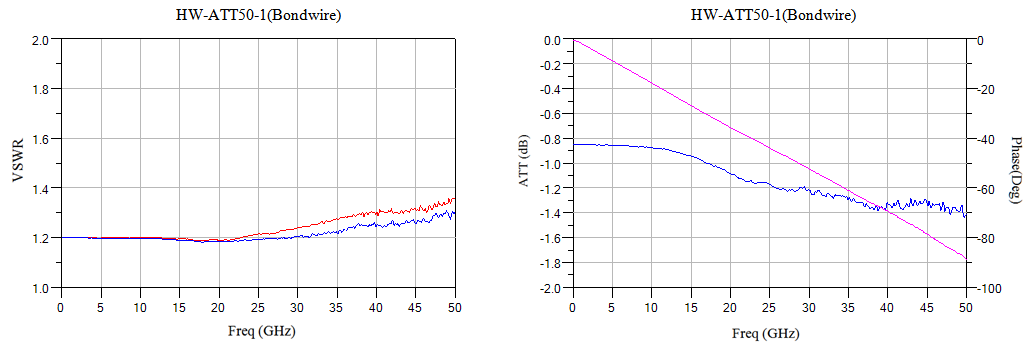 HW-ATT50-1(Bondwire)
2.0
1.8
1.6
1.4
1.2
1.0
VSWR
0 5 10 15 20 25 30 35 40 45 50
Freq (GHz)
HW-ATT50-1(Bondwire)
0.0
-0.2
-0.4
-0.6
-0.8
-1.0
-1.2
-1.4
-1.6
-1.8
-2.0
ATT (dB)
0
-20
-40
-60
-80
-100
Phase(Deg)
0 5 10 15 20 25 30 35 40 45 50
Freq (GHz)